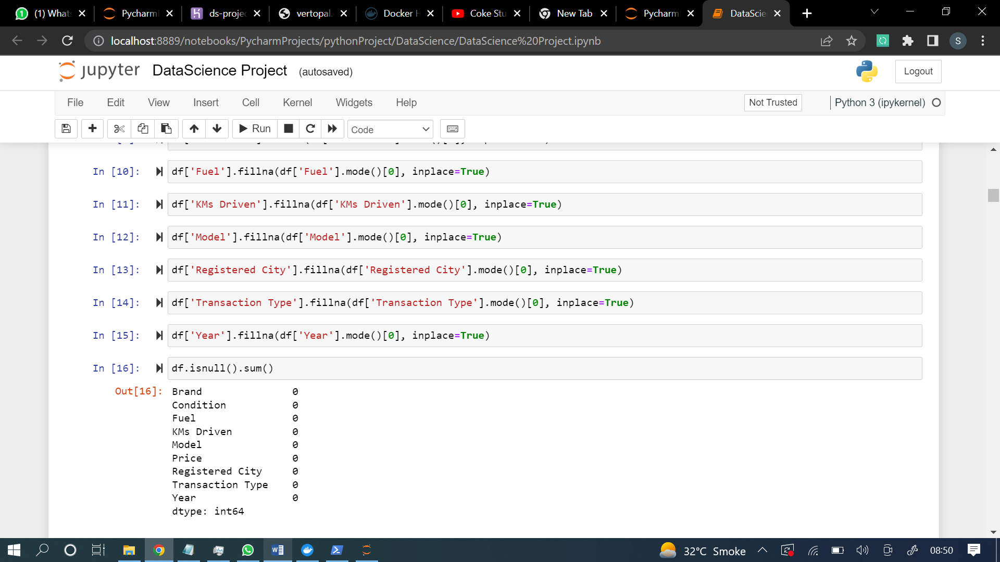 (1) What
Pycharm
ds-projec
vertopal.
Docker H
Coke Stu
New Tab
Pycharm
DataScie
localhost:8889/notebooks/PycharmProjects/pythonProject/DataScience/DataScience%20Project.ipynb
S
jupyter DataScience Project (autosaved)
Logout
File Edit View Insert Cell Kernel Widgets Help
Not Trusted
Python 3 (ipykernel)
Run
Code
In [10]: df['Fuel'].fillna(df['Fuel'].mode()[0], inplace=True)
In [11]: df['KMs Driven'].fillna(df['KMs Driven'].mode()[0], inplace=True)
In [12]: df['Model'].fillna(df['Model'].mode()[0], inplace=True)
In [13]: df['Registered City'].fillna(df['Registered City'].mode()[0], inplace=True)
In [14]: df['Transaction Type'].fillna(df['Transaction Type'].mode()[0], inplace=True)
In [15]: df['Year'].fillna(df['Year'].mode()[0], inplace=True)
In [16]: df.isnull().sum()
Out[16]: Brand 0
Condition 0
Fuel 0
KMs Driven 0
Model 0
Price 0
Registered City 0
Transaction Type 0
Year 0
dtype: int64
32°C Smoke
08:50